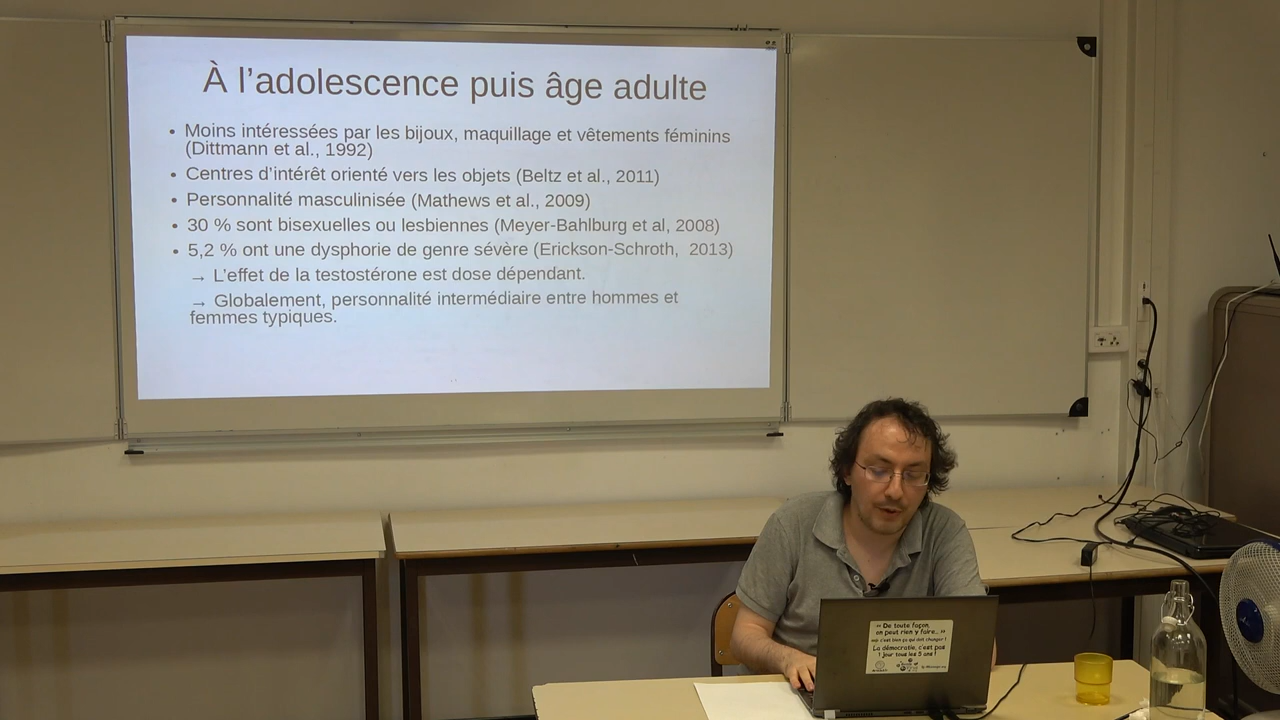 À l’adolescence puis âge adulte
• Moins intéressées par les bijoux, maquillage et vêtements féminins
(Dittmann et al., 1992)
• Centres d’intérêt orienté vers les objets (Beltz et al., 2011)
• Personnalité masculinisée (Mathews et al., 2009)
• 30 % sont bisexuelles ou lesbiennes (Meyer-Bahlburg et al, 2008)
• 5,2 % ont une dysphorie de genre sévère (Erickson-Schroth, 2013)
→ L’effet de la testostérone est dose dépendant.
→ Globalement, personnalité intermédiaire entre hommes et
femmes typiques.
« De toute façon,
on peut rien y faire... »
La démocratie, c'est pas
1 jour tous les 5 ans !